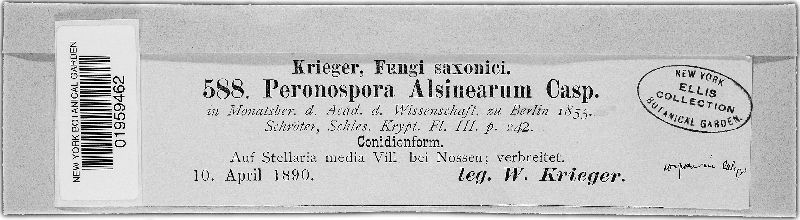 NEW YORK BOTANICAL GARDEN
01959462
Krieger, Fungi saxonici.
588. Peronospora Alsinearum Casp.
in Monatsber. d. Acad. d. Wissenschaft. zu Berlin 1855.
Schröter, Schles. Krypt. Fl. III. p. 242.
Conidienform.
Auf Stellaria media Vill. bei Nossen; verbreitet.
10. April 1890. leg. W. Krieger.
NEW YORK
ELLIS
COLLECTION
BOTANICAL GARDEN.